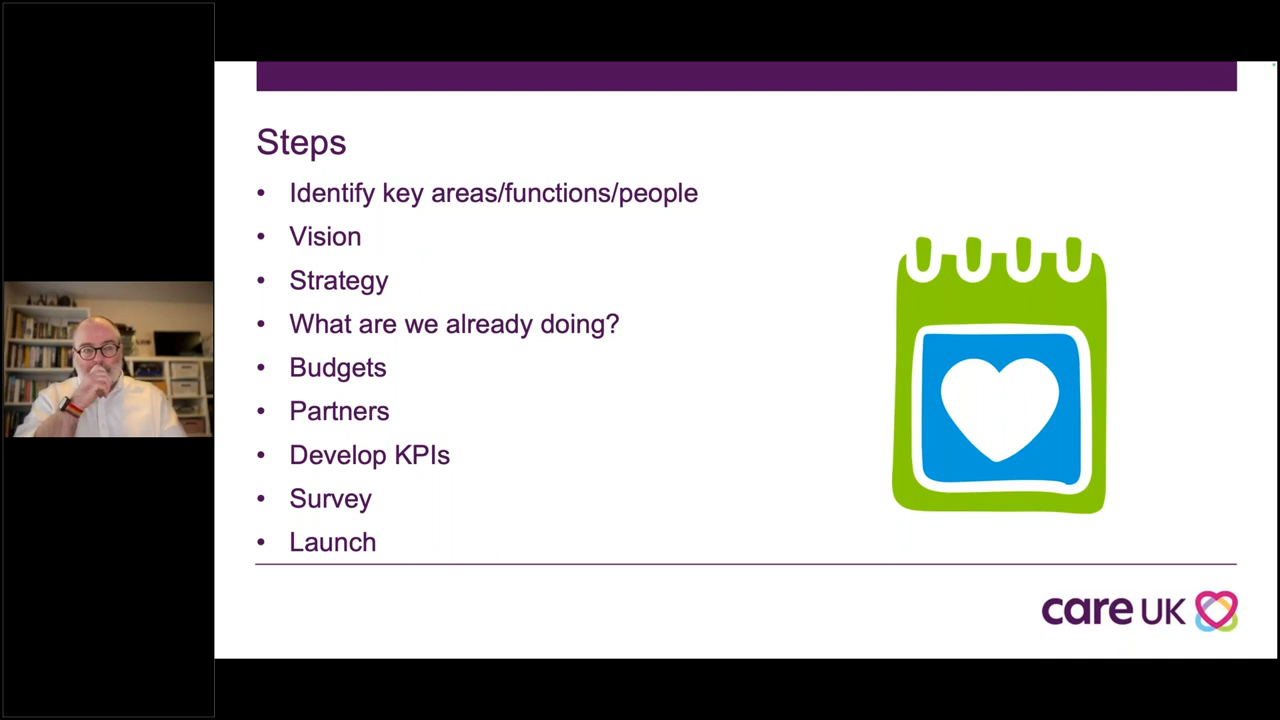 Steps
• Identify key areas/functions/people
• Vision
• Strategy
• What are we already doing?
• Budgets
• Partners
• Develop KPIs
• Survey
• Launch
care UK